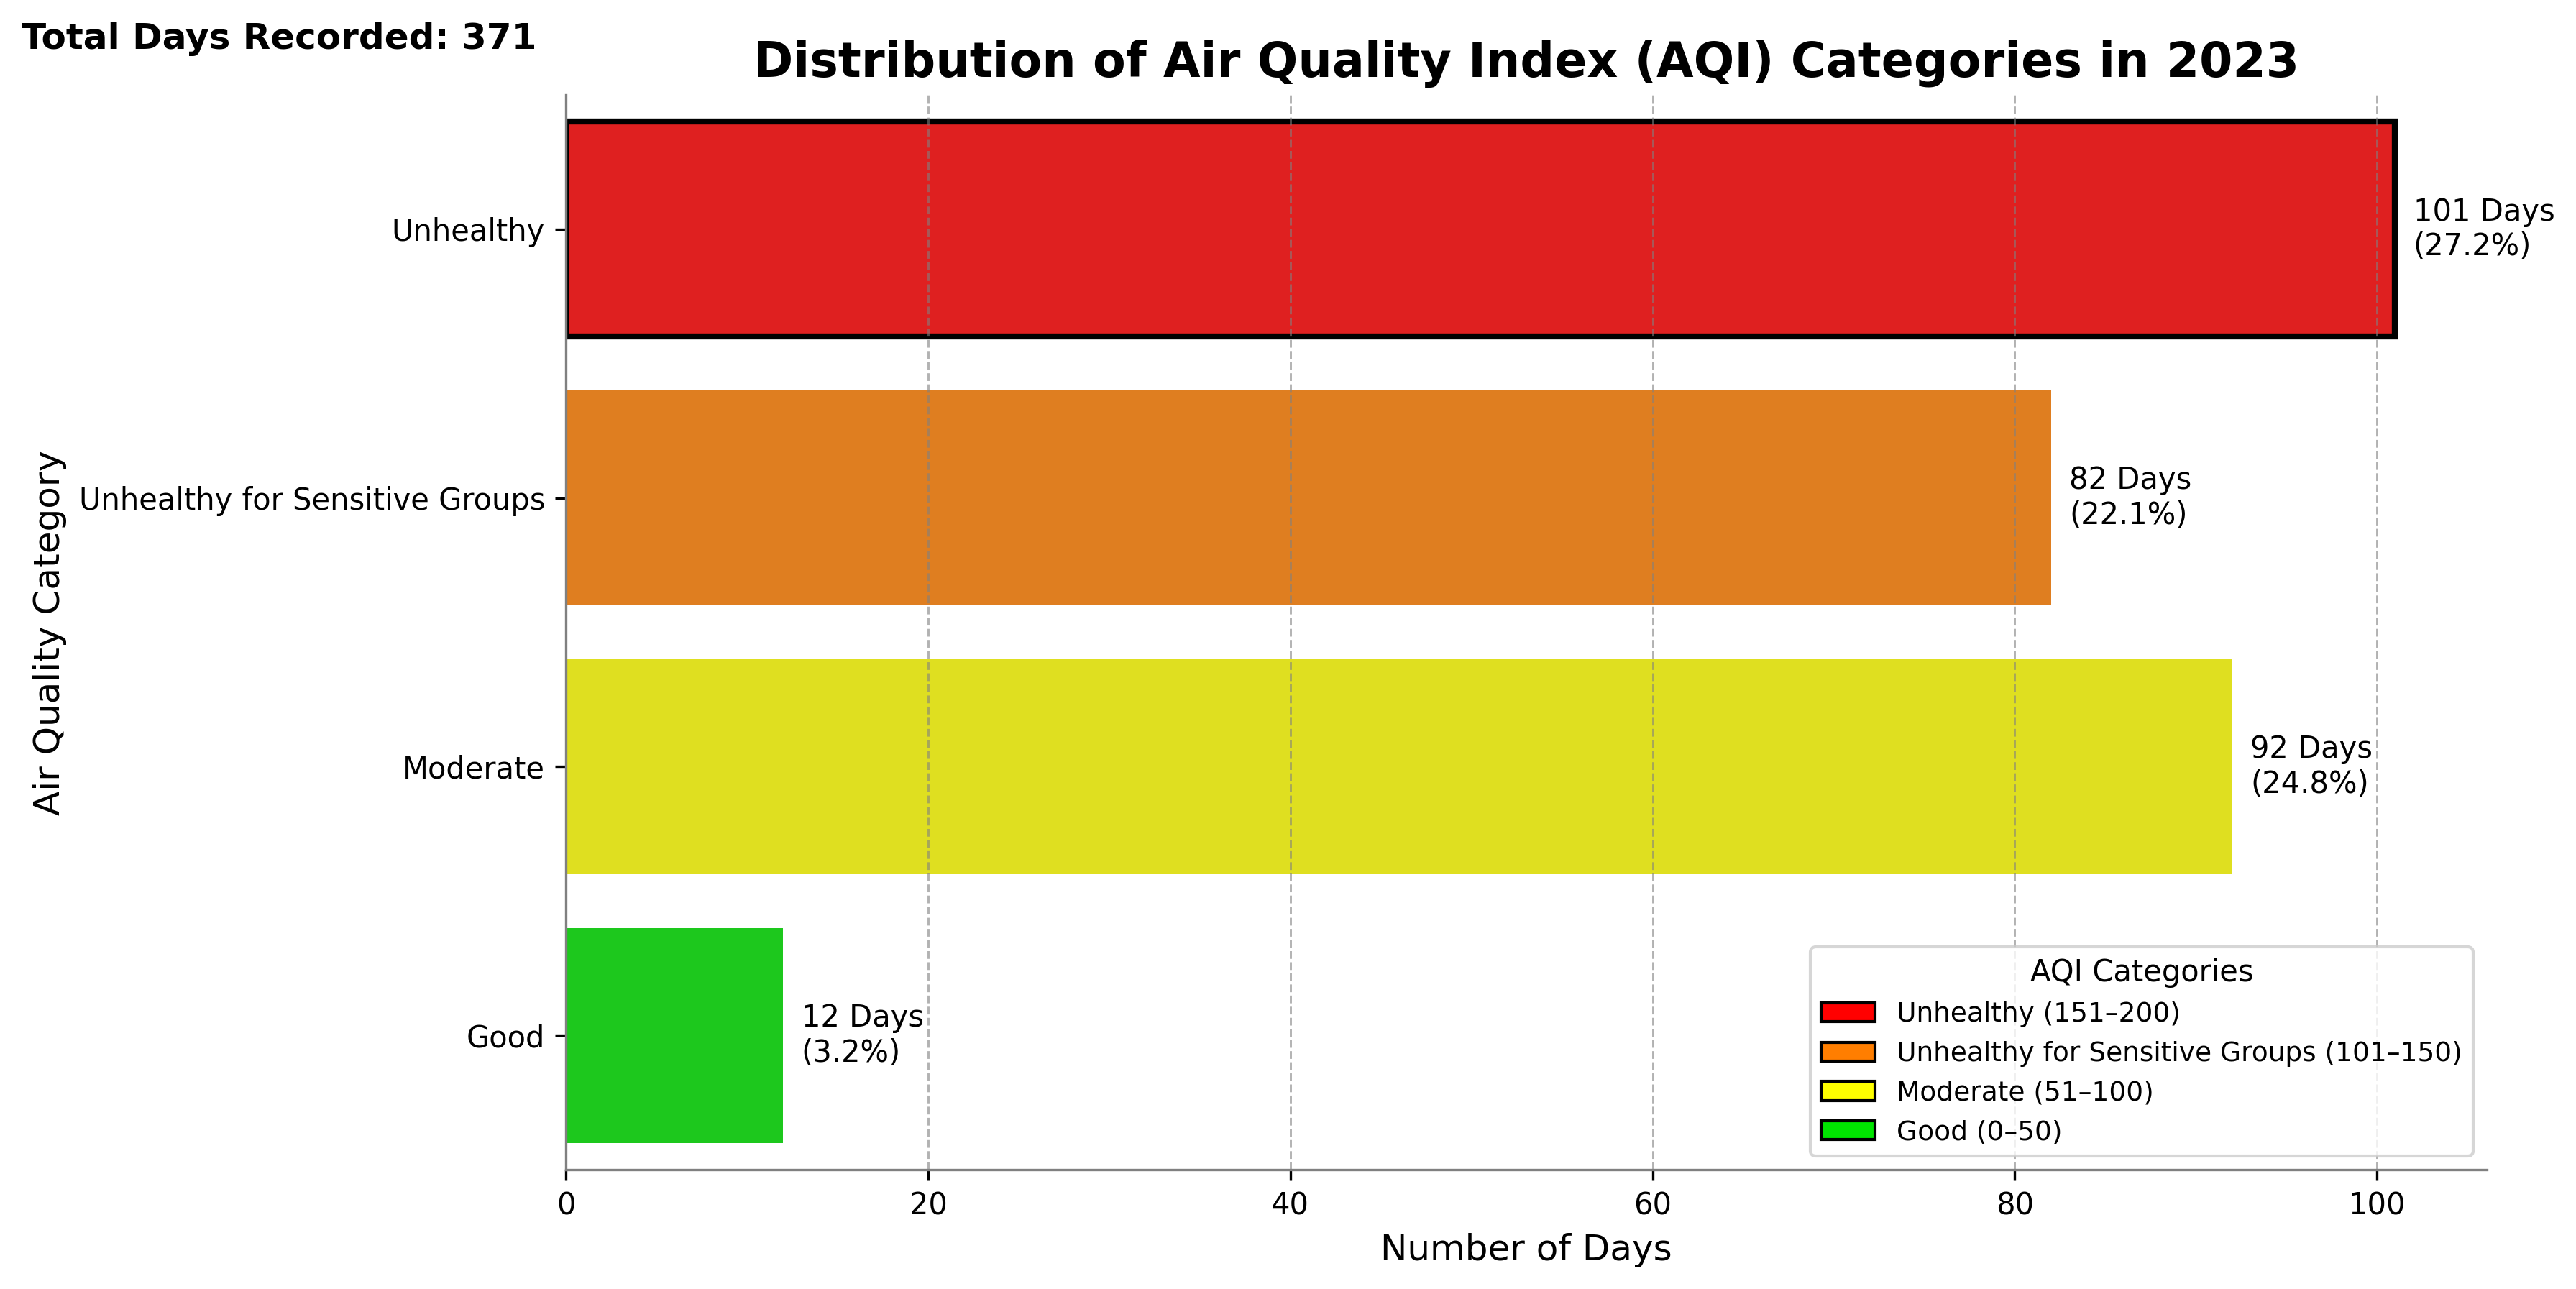 Total Days Recorded: 371
Distribution of Air Quality Index (AQI) Categories in 2023
Air Quality Category
Unhealthy
101 Days
(27.2%)
Unhealthy for Sensitive Groups
82 Days
(22.1%)
Moderate
92 Days
(24.8%)
Good
12 Days
(3.2%)
AQI Categories
Unhealthy (151–200)
Unhealthy for Sensitive Groups (101–150)
Moderate (51–100)
Good (0–50)
0 20 40 60 80 100
Number of Days